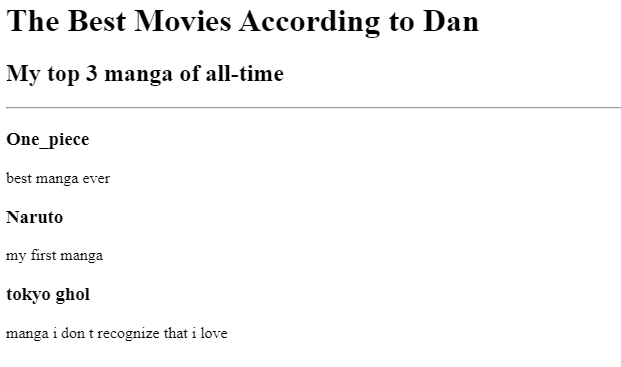 The Best Movies According to Dan
My top 3 manga of all-time
One_piece
best manga ever
Naruto
my first manga
tokyo ghol
manga i don t recognize that i love